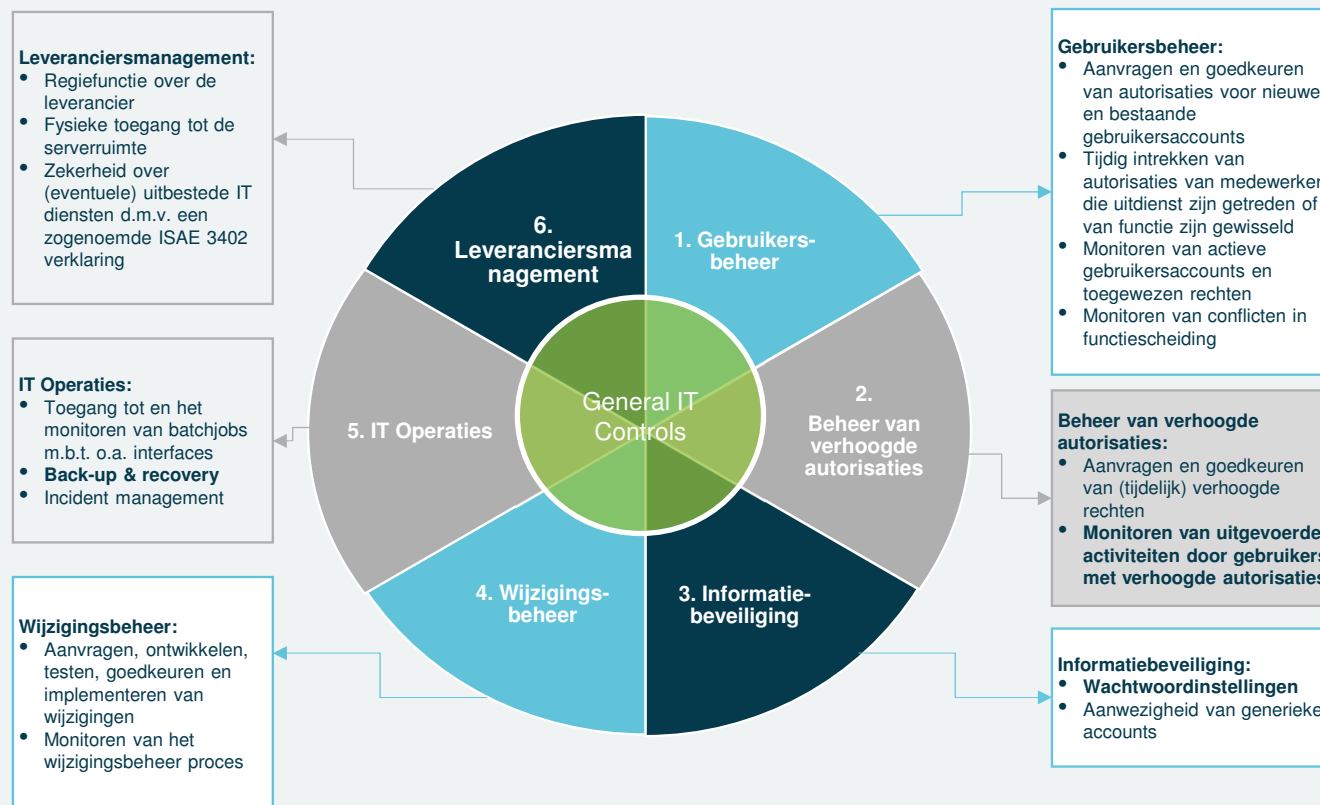 Leveranciersmanagement:
• Regiefunctie over de
leverancier
• Fysieke toegang tot de
serverruimte
• Zekerheid over
(eventuele) uitbestede IT
diensten d.m.v. een
zogenoemde ISAE 3402
verklaring
IT Operaties:
• Toegang tot en het
monitoren van batchjobs
m.b.t. o.a. interfaces
• Back-up & recovery
• Incident management
Wijzigingsbeheer:
• Aanvragen, ontwikkelen,
testen, goedkeuren en
implementeren van
wijzigingen
• Monitoren van het
wijzigingsbeheer proces
6.
Leveranciersma
nagement
1. Gebruikers-
beheer
5. IT Operaties
General IT
Controls
2.
Beheer van
verhoogde
autorisaties
4. Wijzigings-
beheer
3. Informatie-
beveiliging
Gebruikersbeheer:
• Aanvragen en goedkeuren
van autorisaties voor nieuwe
en bestaande
gebruikersaccounts
• Tijdig intrekken van
autorisaties van medewerker
die uitdienst zijn getreden of
van functie zijn gewisseld
• Monitoren van actieve
gebruikersaccounts en
toegewezen rechten
• Monitoren van conflicten in
functiescheiding
Beheer van verhoogde
autorisaties:
• Aanvragen en goedkeuren
van (tijdelijk) verhoogde
rechten
• Monitoren van uitgevoerde
activiteiten door gebruikers
met verhoogde autorisaties
Informatiebeveiliging:
• Wachtwoordinstellingen
• Aanwezigheid van generieke
accounts